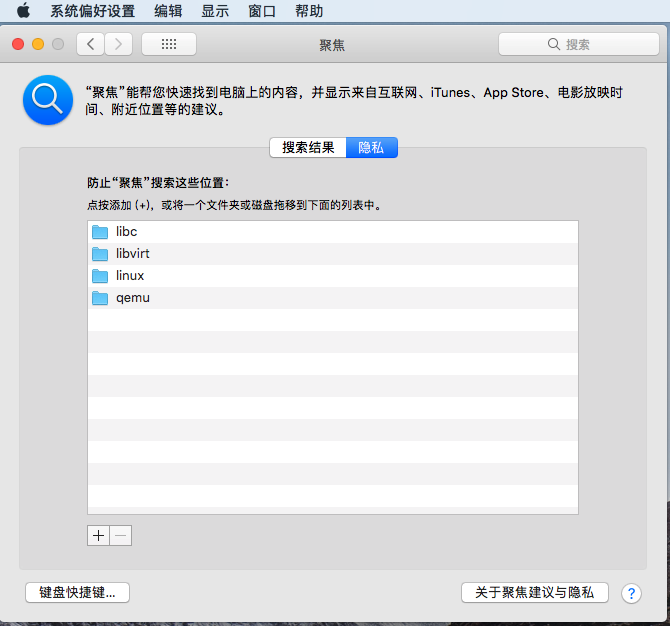 系统偏好设置 编辑 显示 窗口 帮助
聚焦
搜索
“聚焦”能帮您快速找到电脑上的内容，并显示来自互联网、iTunes、App Store、电影放映时
间、附近位置等的建议。
搜索结果 隐私
防止“聚焦”搜索这些位置：
点按添加 (+)，或将一个文件夹或磁盘拖移到下面的列表中。
libc
libvirt
linux
qemu
+ —
键盘快捷键... 关于聚焦建议与隐私 ?